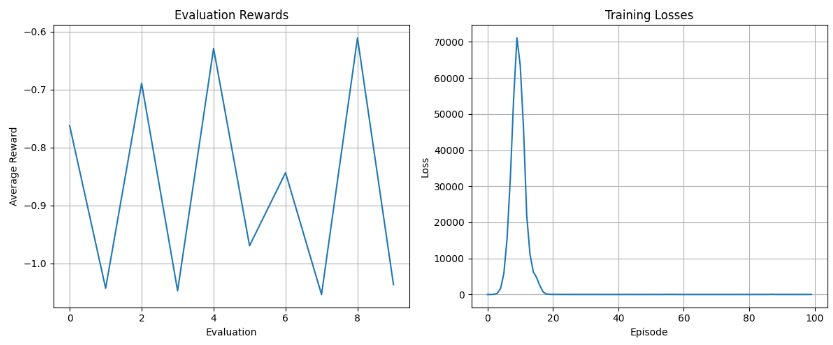 Evaluation Rewards
Average Reward
−0.6
−0.7
−0.8
−0.9
−1.0
0 2 4 6 8
Evaluation
Training Losses
Loss
70000
60000
50000
40000
30000
20000
10000
0
0 20 40 60 80 100
Episode